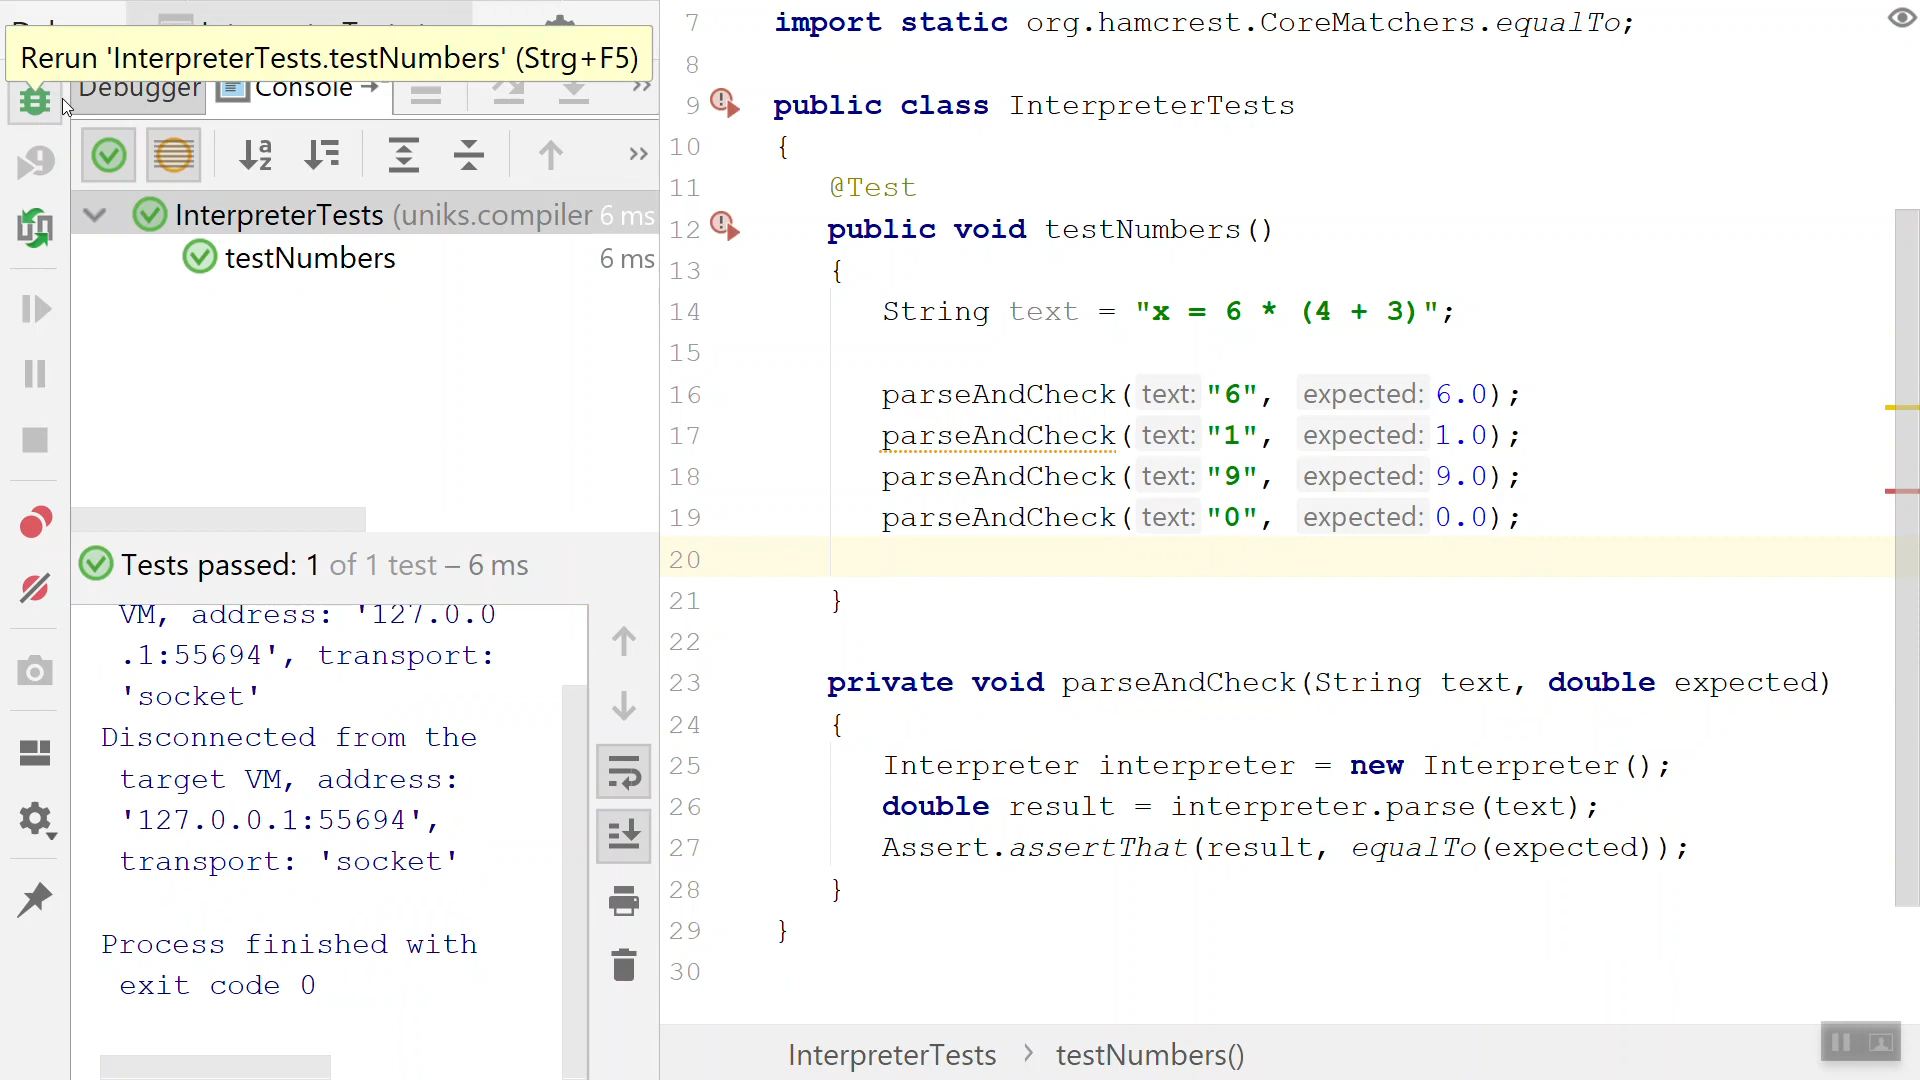 Rerun 'InterpreterTests.testNumbers' (Strg+F5)
Debugger
Console
InterpreterTests (uniks.compiler 6 ms
testNumbers 6 ms
Tests passed: 1 of 1 test – 6 ms
VM, address: '127.0.0
.1:55694', transport:
'socket'
Disconnected from the
target VM, address:
'127.0.0.1:55694',
transport: 'socket'
Process finished with
exit code 0
7 import static org.hamcrest.CoreMatchers.equalTo;
8
9 public class InterpreterTests
10 {
11 @Test
12 public void testNumbers()
13 {
14 String text = "x = 6 * (4 + 3)";
15
16 parseAndCheck( text: "6", expected: 6.0);
17 parseAndCheck( text: "1", expected: 1.0);
18 parseAndCheck( text: "9", expected: 9.0);
19 parseAndCheck( text: "0", expected: 0.0);
20
21 }
22
23 private void parseAndCheck(String text, double expected)
24 {
25 Interpreter interpreter = new Interpreter();
26 double result = interpreter.parse(text);
27 Assert.assertThat(result, equalTo(expected));
28 }
29 }
30
InterpreterTests › testNumbers()